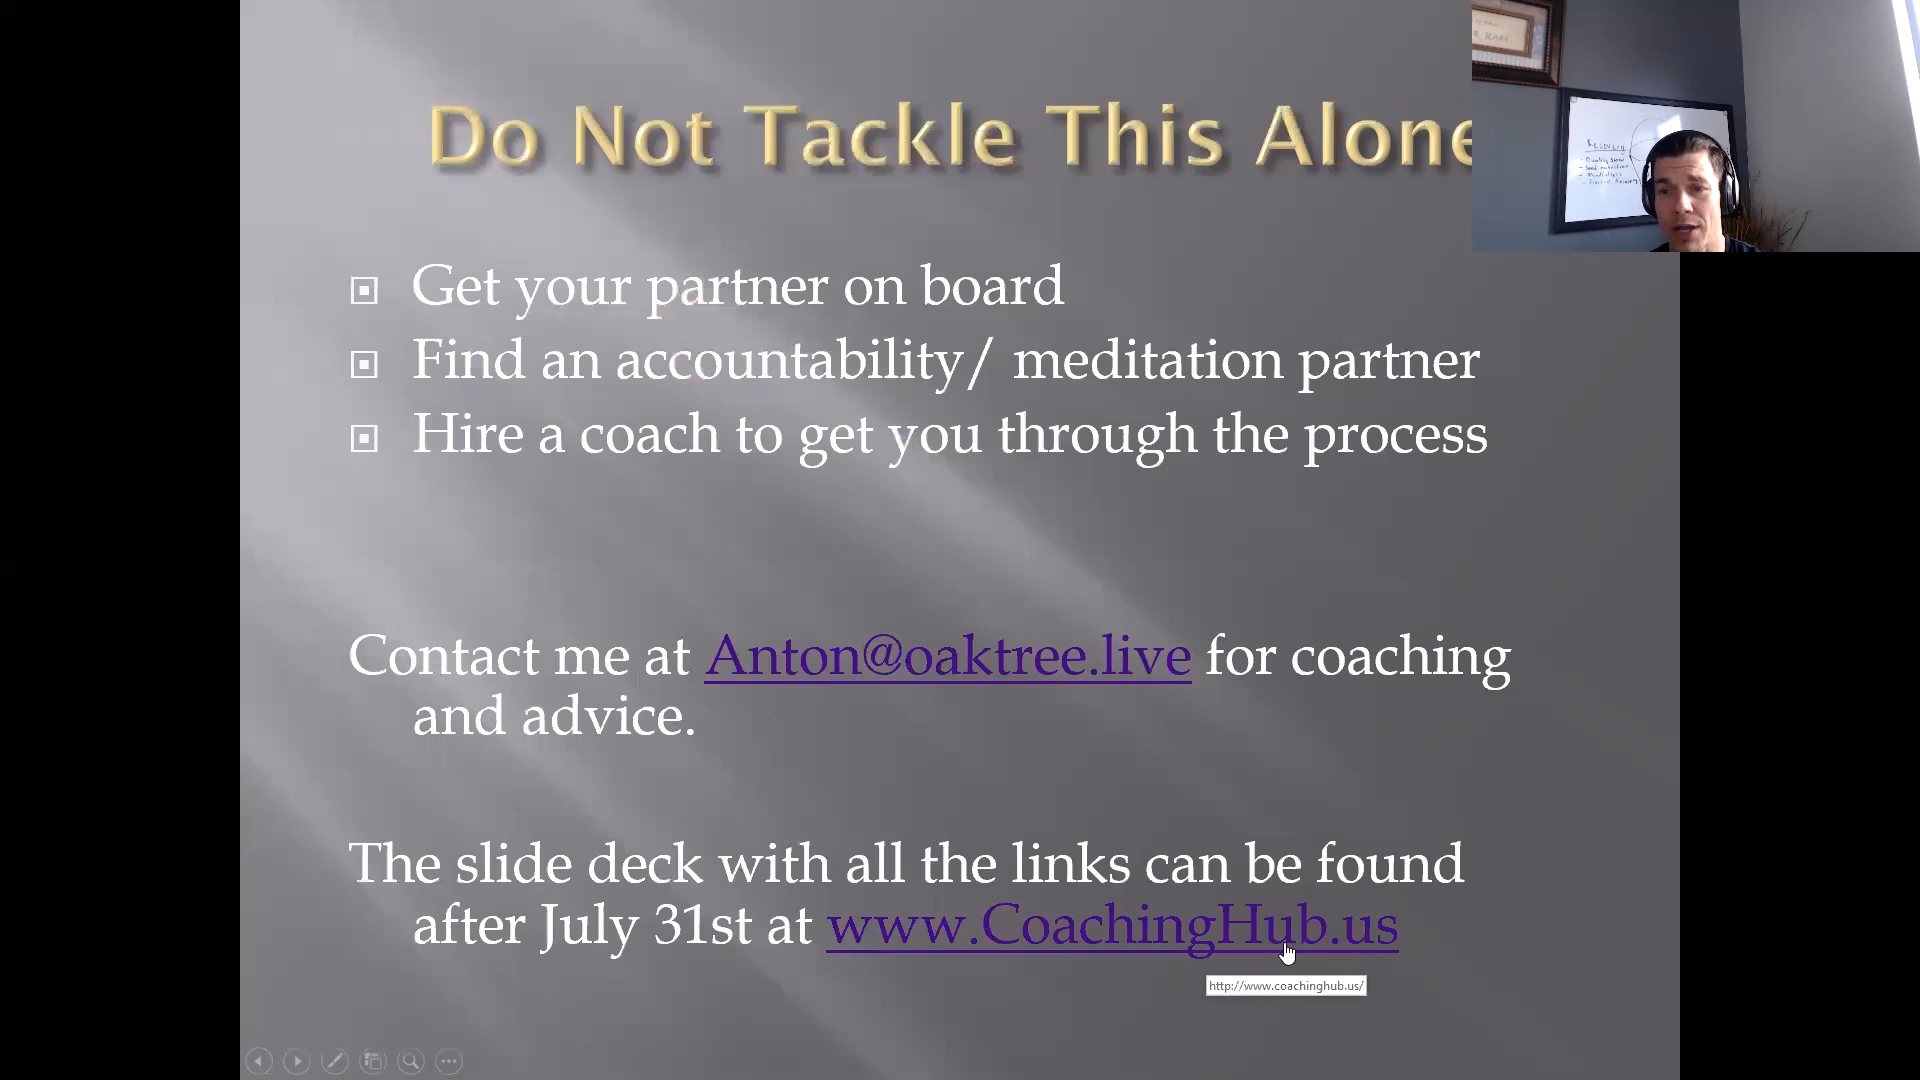 Do Not Tackle This Alone
Get your partner on board
Find an accountability/ meditation partner
Hire a coach to get you through the process
Contact me at Anton@oaktree.live for coaching
and advice.
The slide deck with all the links can be found
after July 31st at www.CoachingHub.us
http://www.coachinghub.us/
RAIN
Recovery